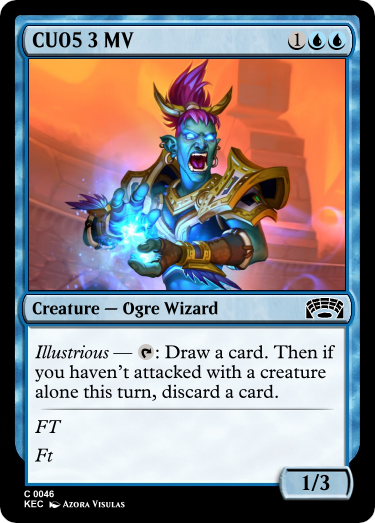 CU05 3 MV 1
Creature — Ogre Wizard
Illustrious — : Draw a card. Then if
you haven't attacked with a creature
alone this turn, discard a card.
FT
Ft
1/3
C 0046
KEC Azora Visulas